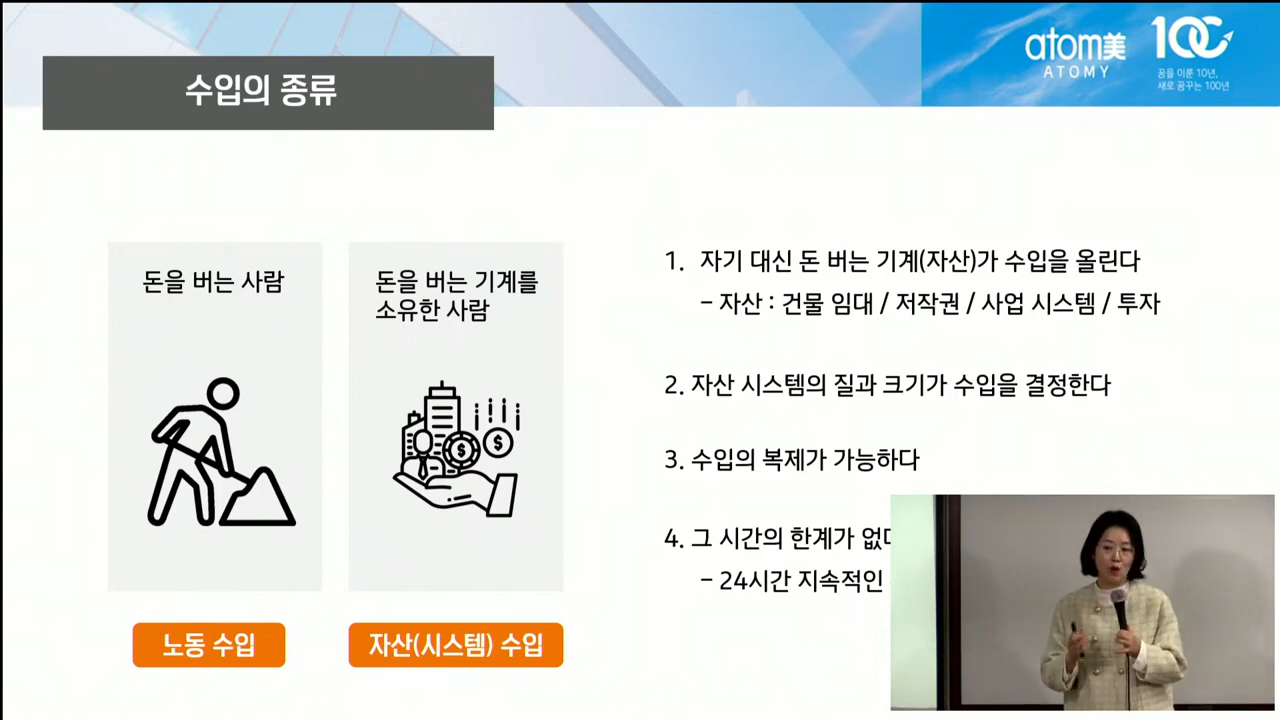 수입의 종류
atom美
ATOMY
100
꿈을 이룬 10년,
새로 꿈꾸는 100년
돈을 버는 사람
돈을 버는 기계를
소유한 사람
노동 수입
자산(시스템) 수입
1. 자기 대신 돈 버는 기계(자산)가 수입을 올린다
- 자산 : 건물 임대 / 저작권 / 사업 시스템 / 투자
2. 자산 시스템의 질과 크기가 수입을 결정한다
3. 수입의 복제가 가능하다
4. 그 시간의 한계가 
- 24시간 지속적인